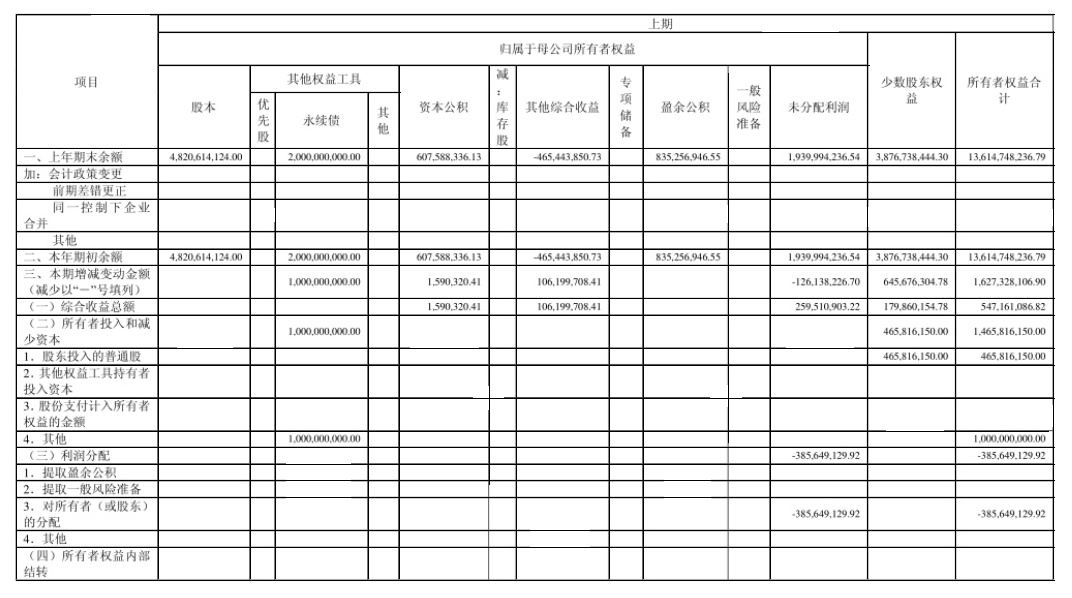 上期
归属于母公司所有者权益
项目
股本
其他权益工具
优先股
永续债
其他
资本公积
减：库存股
其他综合收益
专项储备
盈余公积
一般风险准备
未分配利润
少数股东权益
所有者权益合计
一、上年期末余额 4,820,614,124.00 2,000,000,000.00 607,588,336.13 -465,443,850.73 835,256,946.55 1,939,994,236.54 3,876,738,444.30 13,614,748,236.79
加：会计政策变更
前期差错更正
同一控制下企业
合并
其他
二、本年期初余额 4,820,614,124.00 2,000,000,000.00 607,588,336.13 -465,443,850.73 835,256,946.55 1,939,994,236.54 3,876,738,444.30 13,614,748,236.79
三、本期增减变动金额
（减少以“－”号填列） 1,000,000,000.00 1,590,320.41 106,199,708.41 -126,138,226.70 645,676,304.78 1,627,328,106.90
（一）综合收益总额 1,590,320.41 106,199,708.41 259,510,903.22 179,860,154.78 547,161,086.82
（二）所有者投入和减
少资本 1,000,000,000.00 465,816,150.00 1,465,816,150.00
1．股东投入的普通股 465,816,150.00 465,816,150.00
2．其他权益工具持有者
投入资本
3．股份支付计入所有者
权益的金额
4．其他 1,000,000,000.00 1,000,000,000.00
（三）利润分配 -385,649,129.92 -385,649,129.92
1．提取盈余公积
2．提取一般风险准备
3．对所有者（或股东）
的分配 -385,649,129.92 -385,649,129.92
4．其他
（四）所有者权益内部
结转